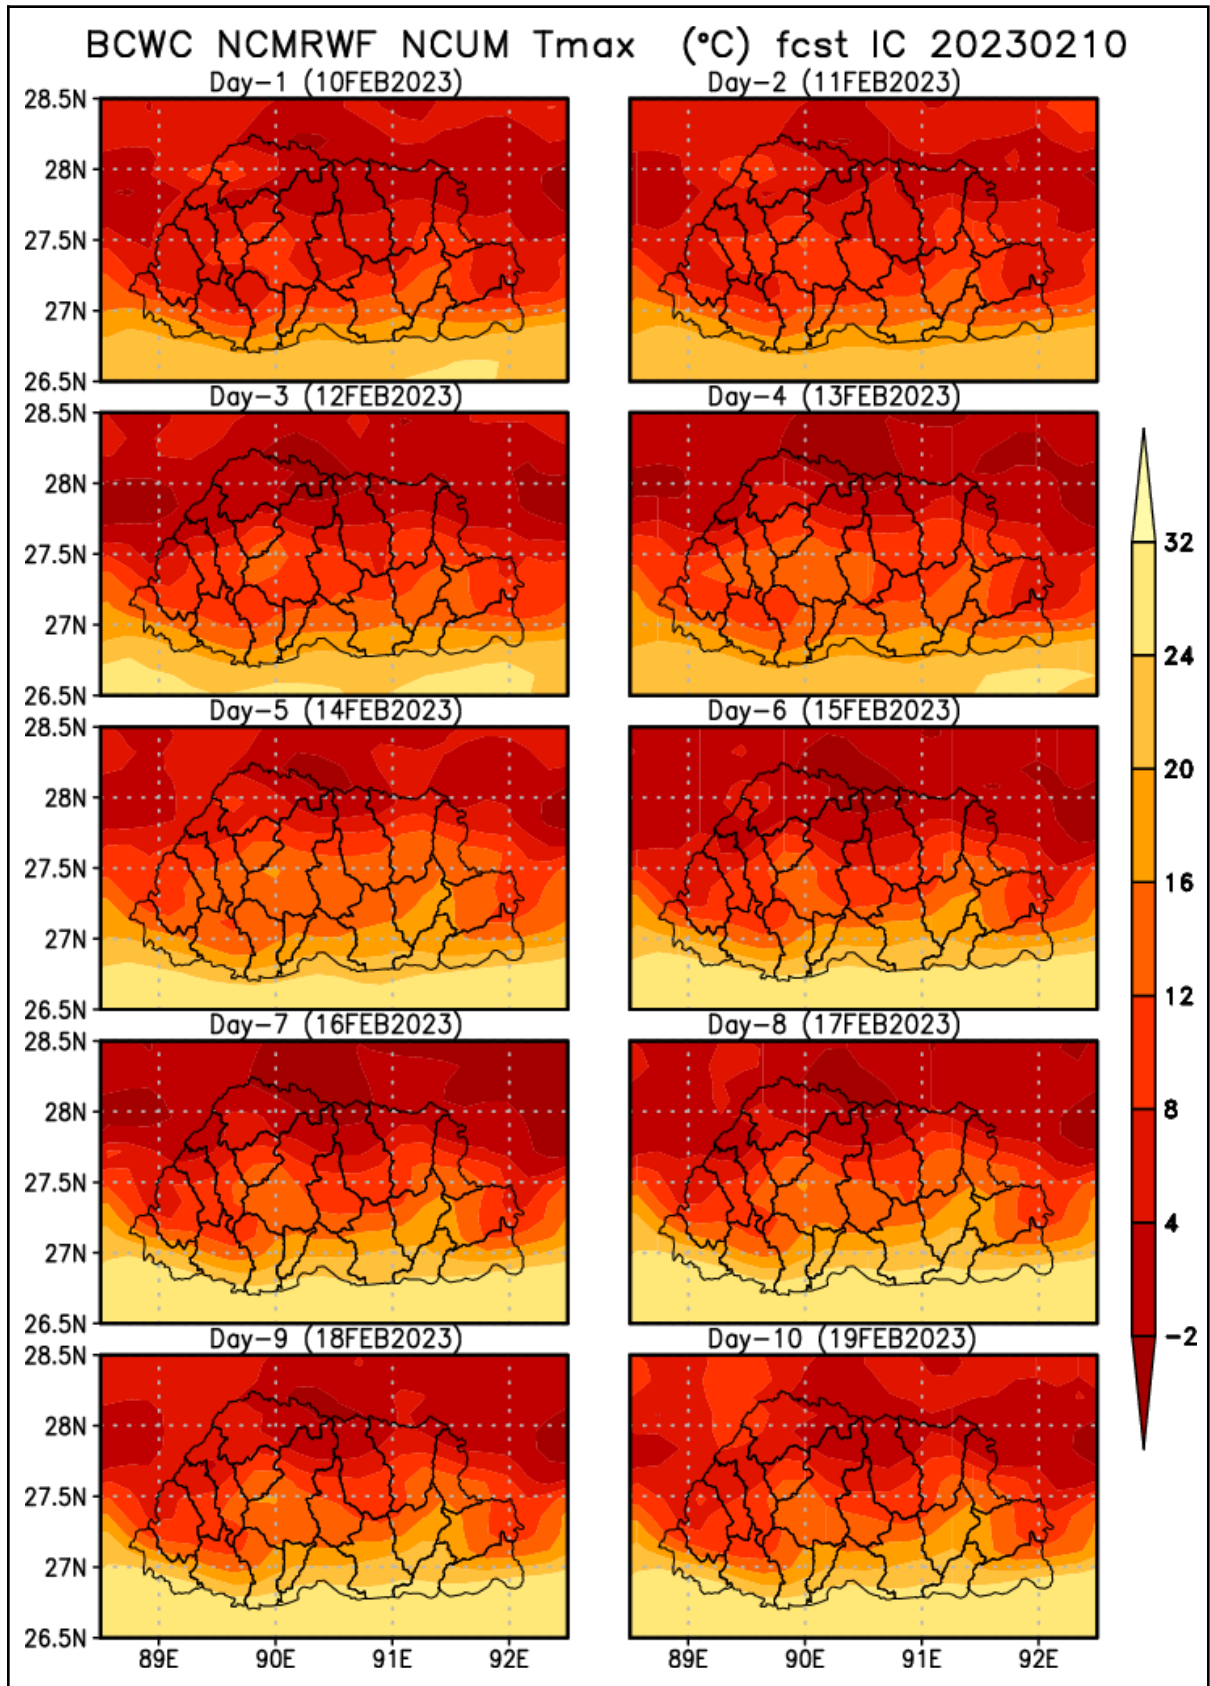 BCWC NCMRWF NCUM Tmax (°C) fcst IC 20230210
Day-1 (10FEB2023) Day-2 (11FEB2023)
28.5N
28N
27.5N
27N
26.5N
Day-3 (12FEB2023) Day-4 (13FEB2023)
28.5N
28N
27.5N
27N
26.5N
Day-5 (14FEB2023) Day-6 (15FEB2023)
28.5N
28N
27.5N
27N
26.5N
Day-7 (16FEB2023) Day-8 (17FEB2023)
28.5N
28N
27.5N
27N
26.5N
Day-9 (18FEB2023) Day-10 (19FEB2023)
28.5N
28N
27.5N
27N
26.5N
89E 90E 91E 92E 89E 90E 91E 92E
32
24
20
16
12
8
4
-2